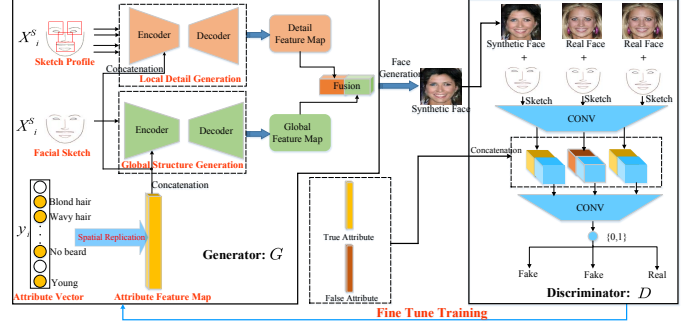 X_i^s
Sketch Profile
Encoder
Decoder
Concatenation
Local Detail Generation
Detail
Feature Map
X_i^s
Facial Sketch
Encoder
Decoder
Global Structure Generation
Global
Feature Map
Fusion
Face
Generation
Synthetic Face
Concatenation
y_i
Blond hair
Wavy hair
No beard
Young
Attribute Vector
Spatial Replication
Attribute Feature Map
Generator: G
True Attribute
False Attribute
Synthetic Face
Real Face
Real Face
+
+
+
Sketch
Sketch
Sketch
CONV
Concatenation
CONV
{0,1}
Fake
Fake
Real
Discriminator: D
Fine Tune Training